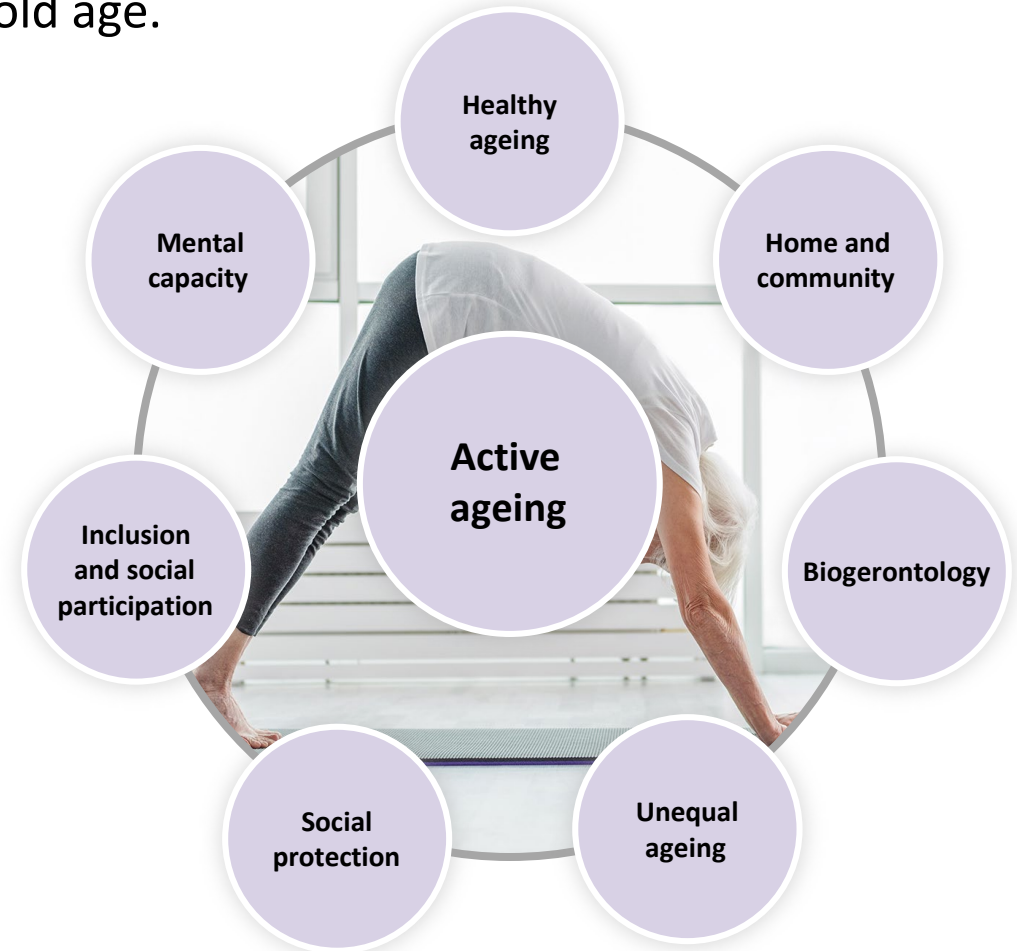 old age.
Healthy
ageing
Home and
community
Biogerontology
Unequal
ageing
Social
protection
Inclusion
and social
participation
Mental
capacity
Active
ageing